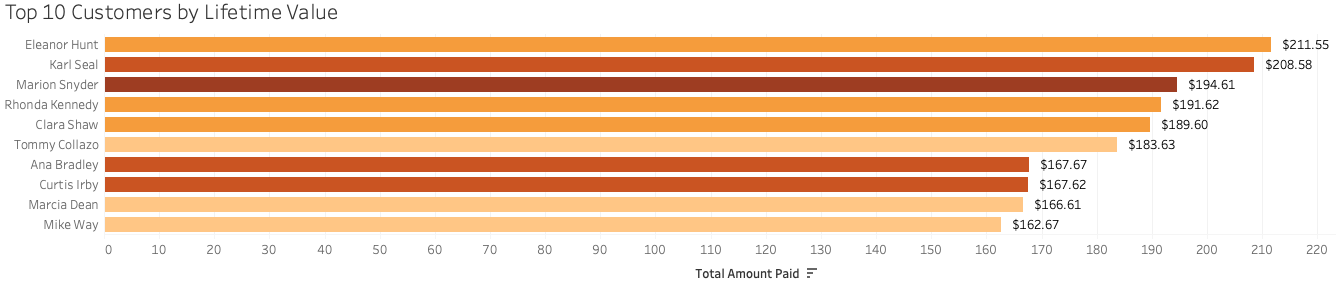 Top 10 Customers by Lifetime Value
Eleanor Hunt $211.55
Karl Seal $208.58
Marion Snyder $194.61
Rhonda Kennedy $191.62
Clara Shaw $189.60
Tommy Collazo $183.63
Ana Bradley $167.67
Curtis Irby $167.62
Marcia Dean $166.61
Mike Way $162.67
0 10 20 30 40 50 60 70 80 90 100 110 120 130 140 150 160 170 180 190 200 210 220
Total Amount Paid